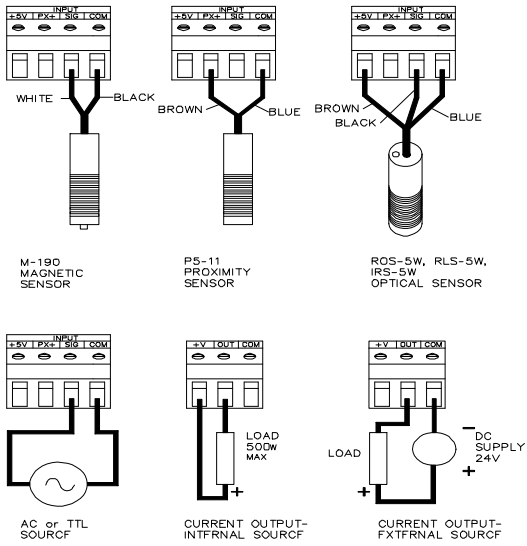 INPUT
+5V PX+ SIG COM
WHITE
BLACK
M-190
MAGNETIC
SENSOR
INPUT
+5V PX+ SIG COM
BROWN
BLUE
P5-11
PROXIMITY
SENSOR
INPUT
+5V PX+ SIG COM
BROWN
BLACK
BLUE
ROS-5W, RLS-5W,
IRS-5W
OPTICAL SENSOR
INPUT
+5V PX+ SIG COM
AC or TTL
SOURCF
+V OUT COM
LOAD
500W
MAX
+
CURRENT OUTPUT-
INTFRNAL SOURCF
+V OUT COM
LOAD
+
−
DC
SUPPLY
24V
+
CURRENT OUTPUT-
FXTFRNAL SOURCF